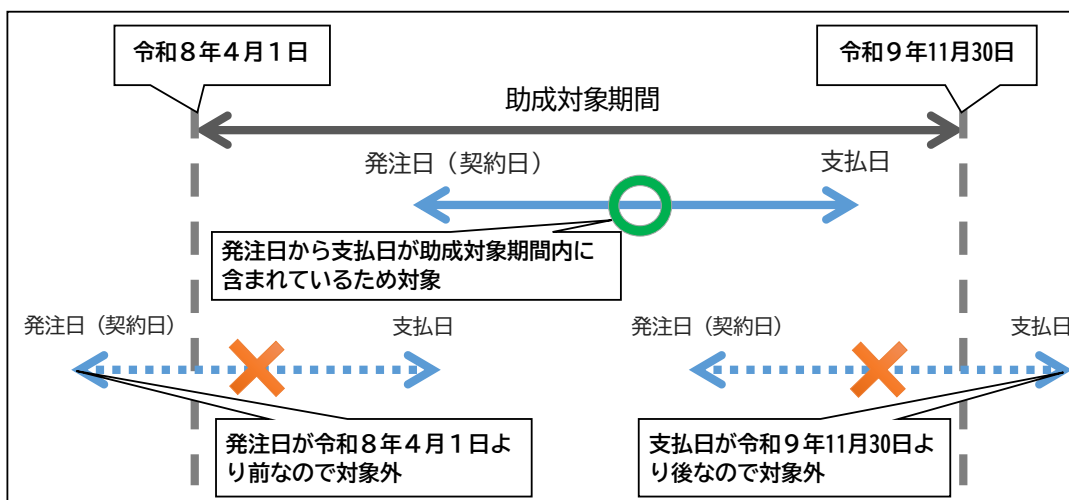 令和８年４月１日
令和９年11月30日
助成対象期間
発注日（契約日）
支払日
発注日から支払日が助成対象期間内に
含まれているため対象
発注日（契約日）
支払日
発注日（契約日）
支払日
発注日が令和８年４月１日よ
り前なので対象外
支払日が令和９年11月30日よ
り後なので対象外